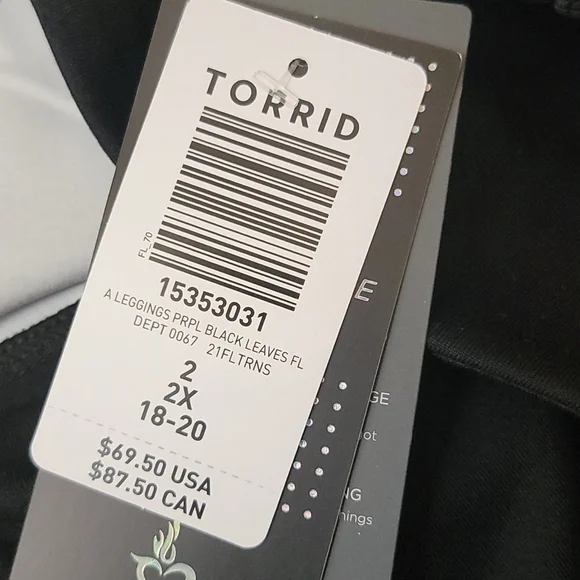 TORRID
FL_70
15353031
A LEGGINGS PRPL BLACK LEAVES FL
DEPT 0067 21FLTRNS
2
2X
18-20
$69.50 USA
$87.50 CAN